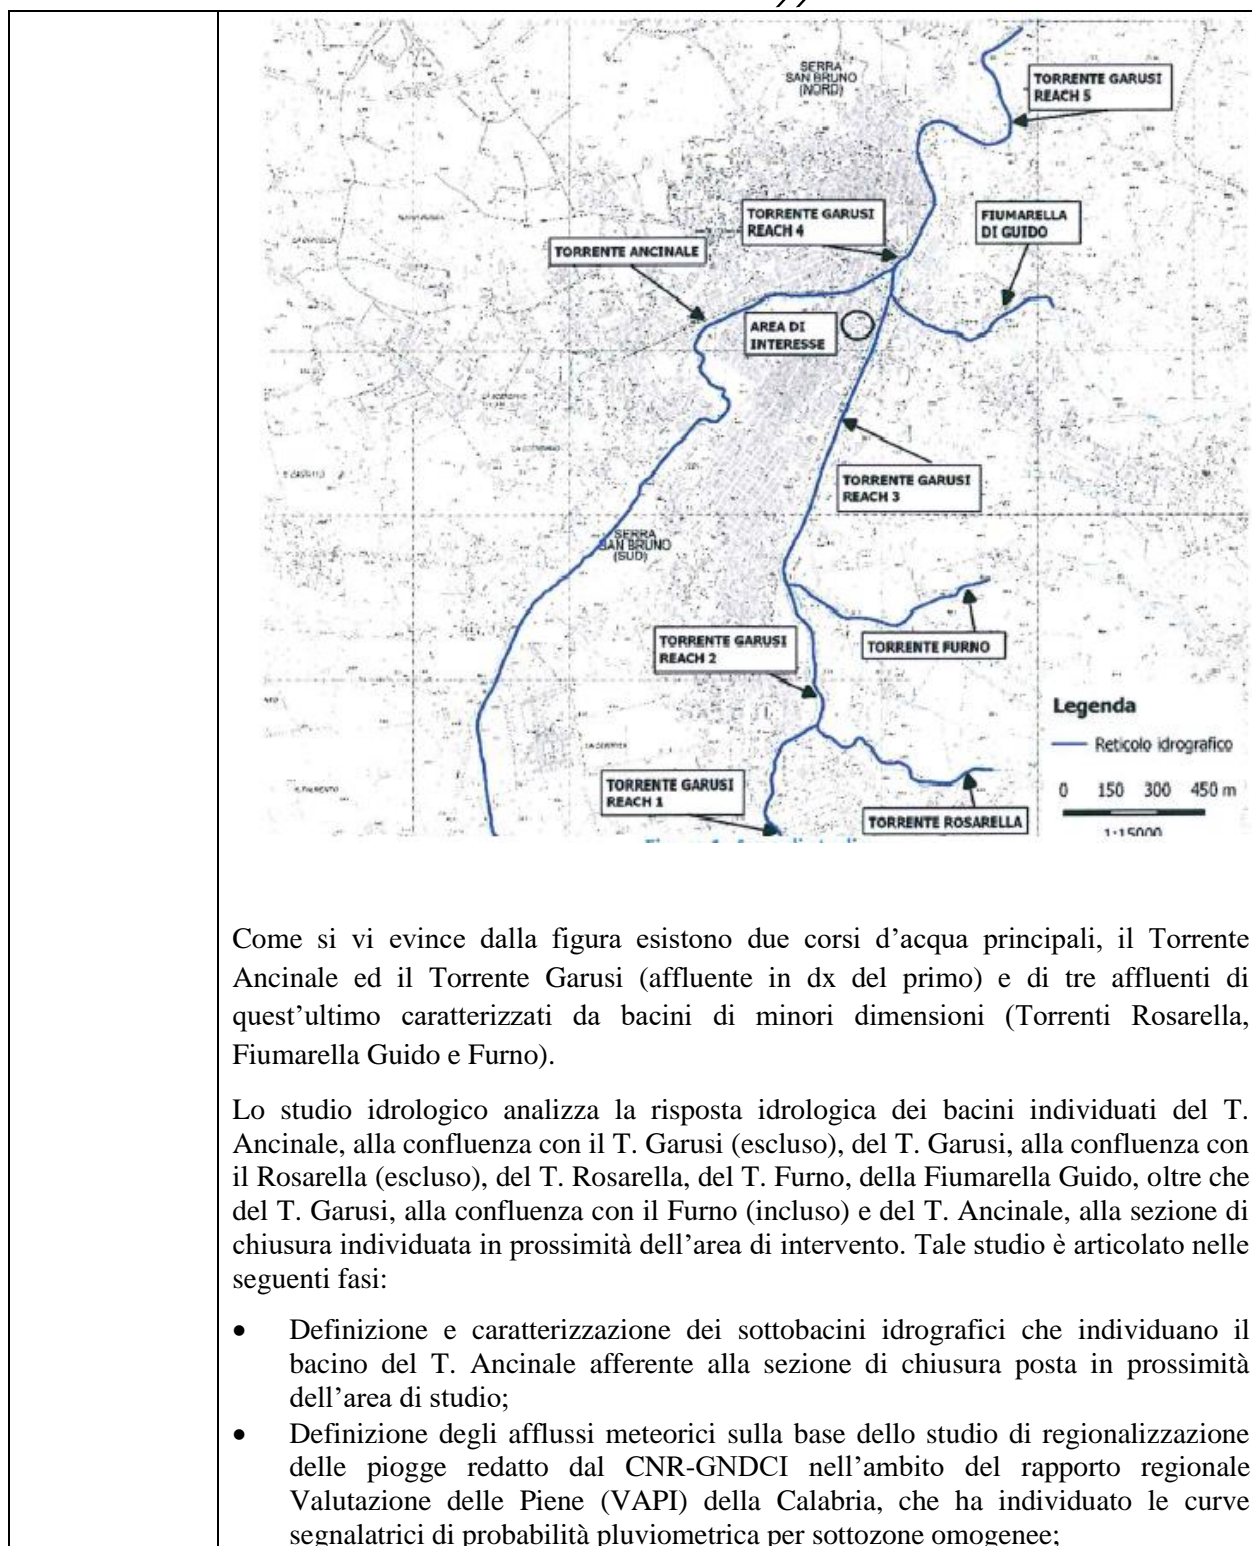 SERRA
SAN BRUNO
(NORD)
TORRENTE GARUSI
REACH 5
TORRENTE GARUSI
REACH 4
FIUMARELLA
DI GUIDO
TORRENTE ANCINALE
AREA DI
INTERESSE
TORRENTE GARUSI
REACH 3
SERRA
SAN BRUNO
(SUD)
TORRENTE GARUSI
REACH 2
TORRENTE FURNO
Legenda
Reticolo idrografico
0 150 300 450 m
1:15000
TORRENTE GARUSI
REACH 1
TORRENTE ROSARELLA
Come si vi evince dalla figura esistono due corsi d’acqua principali, il Torrente
Ancinale ed il Torrente Garusi (affluente in dx del primo) e di tre affluenti di
quest’ultimo caratterizzati da bacini di minori dimensioni (Torrenti Rosarella,
Fiumarella Guido e Furno).
Lo studio idrologico analizza la risposta idrologica dei bacini individuati del T.
Ancinale, alla confluenza con il T. Garusi (escluso), del T. Garusi, alla confluenza con
il Rosarella (escluso), del T. Rosarella, del T. Furno, della Fiumarella Guido, oltre che
del T. Garusi, alla confluenza con il Furno (incluso) e del T. Ancinale, alla sezione di
chiusura individuata in prossimità dell’area di intervento. Tale studio è articolato nelle
seguenti fasi:
• Definizione e caratterizzazione dei sottobacini idrografici che individuano il
bacino del T. Ancinale afferente alla sezione di chiusura posta in prossimità
dell’area di studio;
• Definizione degli afflussi meteorici sulla base dello studio di regionalizzazione
delle piogge redatto dal CNR-GNDCI nell’ambito del rapporto regionale
Valutazione delle Piene (VAPI) della Calabria, che ha individuato le curve
segnalatrici di probabilità pluviometrica per sottozone omogenee;